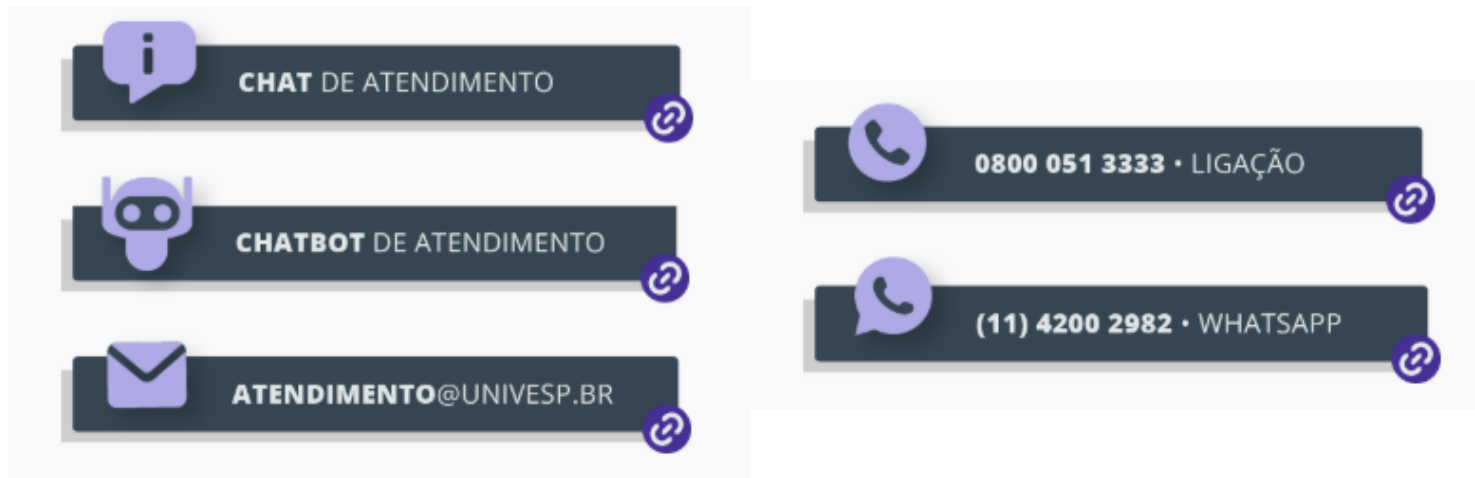 CHAT DE ATENDIMENTO
CHATBOT DE ATENDIMENTO
ATENDIMENTO@UNIVESP.BR
0800 051 3333 • LIGAÇÃO
(11) 4200 2982 • WHATSAPP